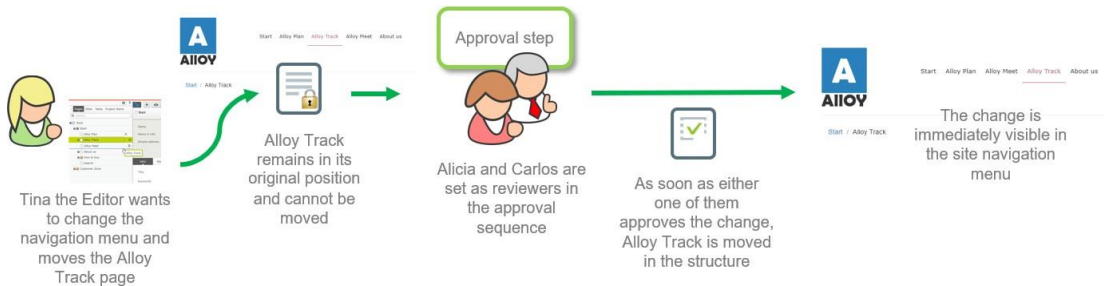 A
AllOY
Start Alloy Plan Alloy Track Alloy Meet About us
Start / Alloy Track
Alloy Track
remains in its
original position
and cannot be
moved
Tina the Editor wants
to change the
navigation menu and
moves the Alloy
Track page
Approval step
Alicia and Carlos are
set as reviewers in
the approval
sequence
As soon as either
one of them
approves the change,
Alloy Track is moved
in the structure
A
AllOY
Start Alloy Plan Alloy Meet Alloy Track About us
Start / Alloy Track
The change is
immediately visible in
the site navigation
menu